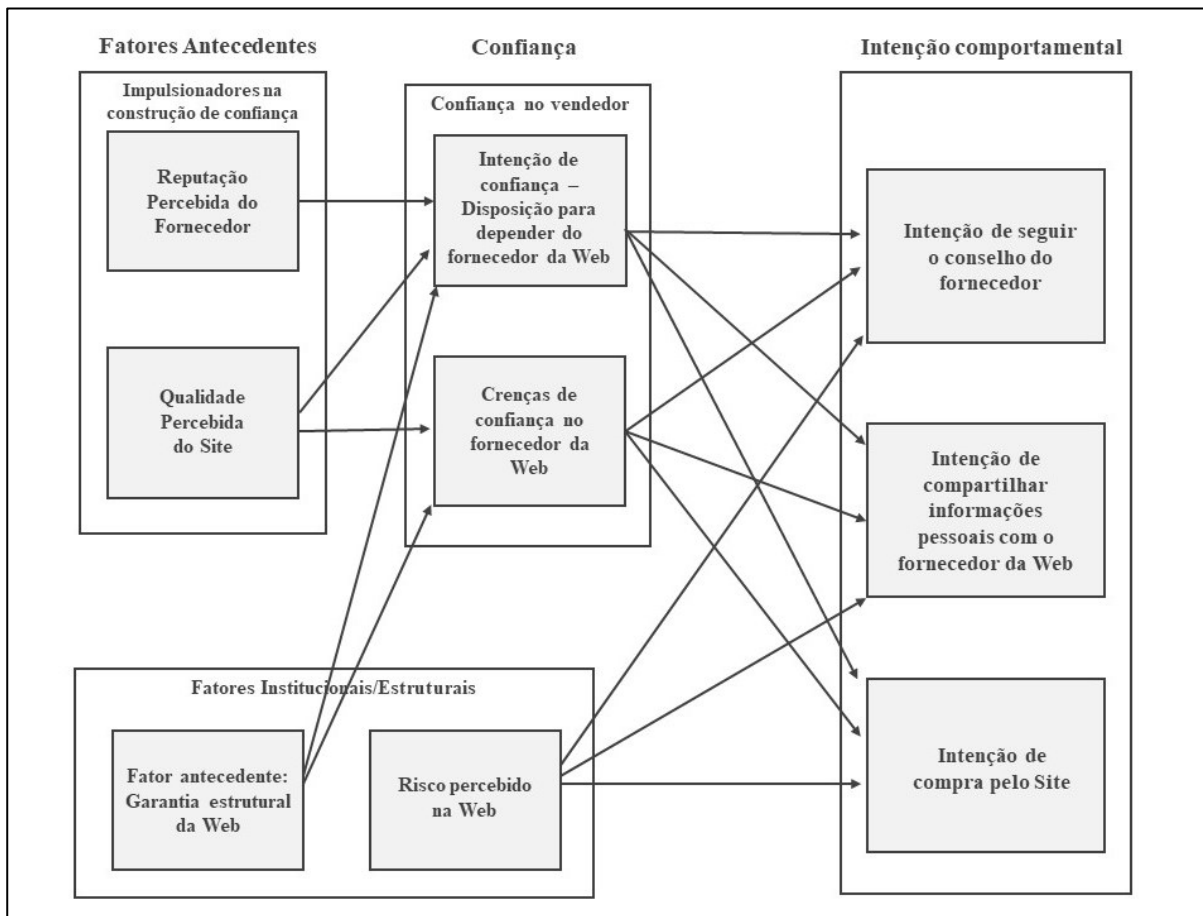 Fatores Antecedentes
Confiança
Intenção comportamental
Impulsionadores na
construção de confiança
Reputação
Percebida do
Fornecedor
Qualidade
Percebida
do Site
Confiança no vendedor
Intenção de
confiança –
Disposição para
depender do
fornecedor da Web
Crenças de
confiança no
fornecedor da
Web
Intenção de seguir
o conselho do
fornecedor
Intenção de
compartilhar
informações
pessoais com o
fornecedor da Web
Intenção de
compra pelo Site
Fatores Institucionais/Estruturais
Fator antecedente:
Garantia estrutural
da Web
Risco percebido
na Web